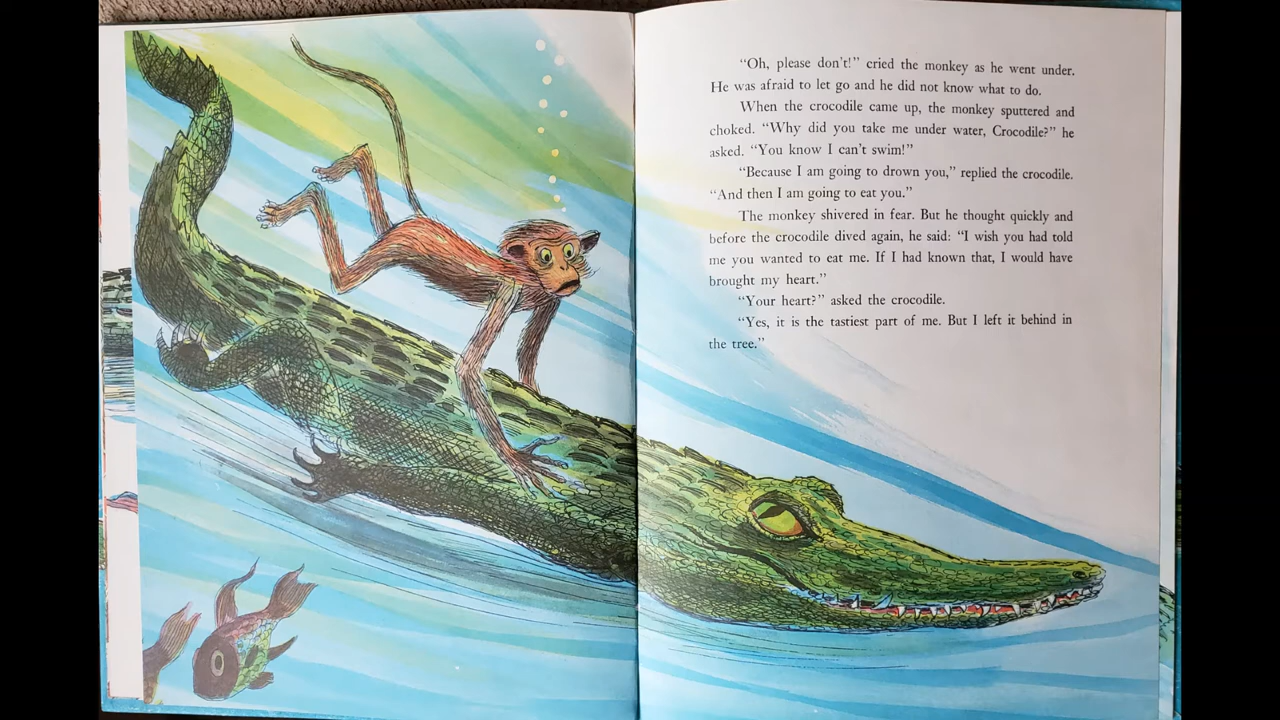 “Oh, please don't!” cried the monkey as he went under.
He was afraid to let go and he did not know what to do.
When the crocodile came up, the monkey sputtered and
choked. “Why did you take me under water, Crocodile?” he
asked. “You know I can't swim!”
“Because I am going to drown you,” replied the crocodile.
“And then I am going to eat you.”
The monkey shivered in fear. But he thought quickly and
before the crocodile dived again, he said: “I wish you had told
me you wanted to eat me. If I had known that, I would have
brought my heart.”
“Your heart?” asked the crocodile.
“Yes, it is the tastiest part of me. But I left it behind in
the tree.”